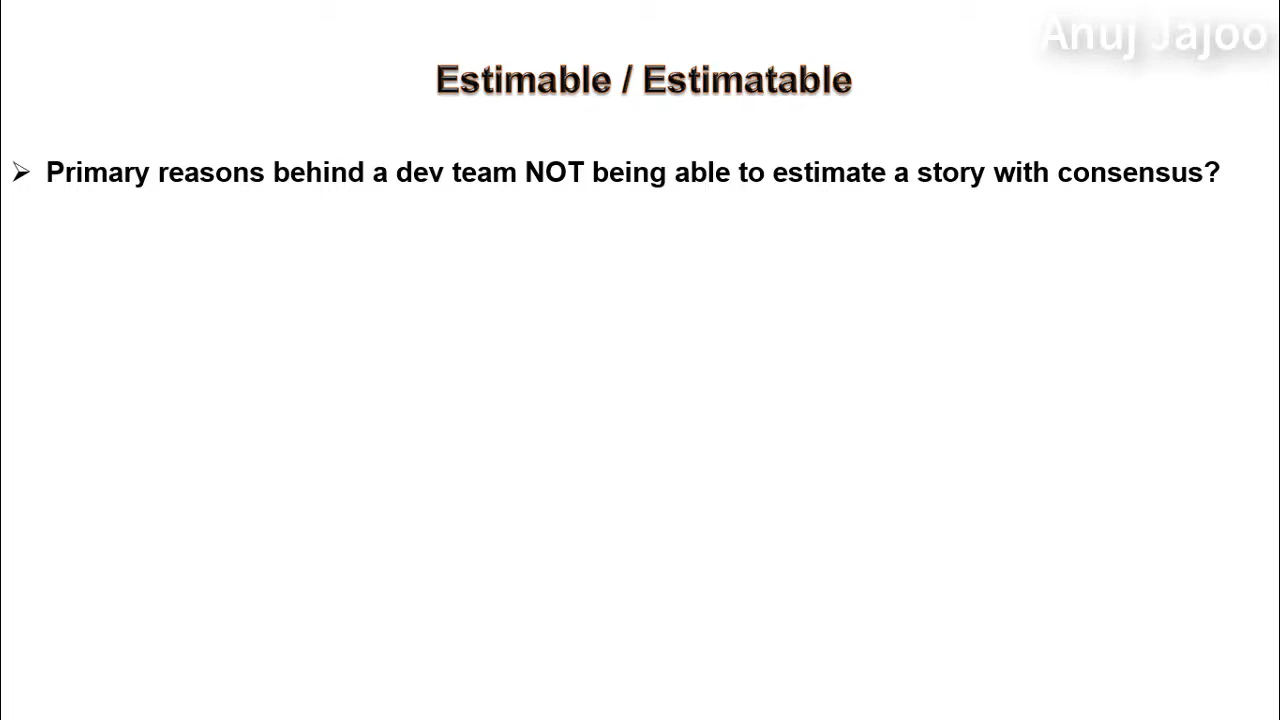 Anuj Jajoo
Estimable / Estimatable
➢ Primary reasons behind a dev team NOT being able to estimate a story with consensus?